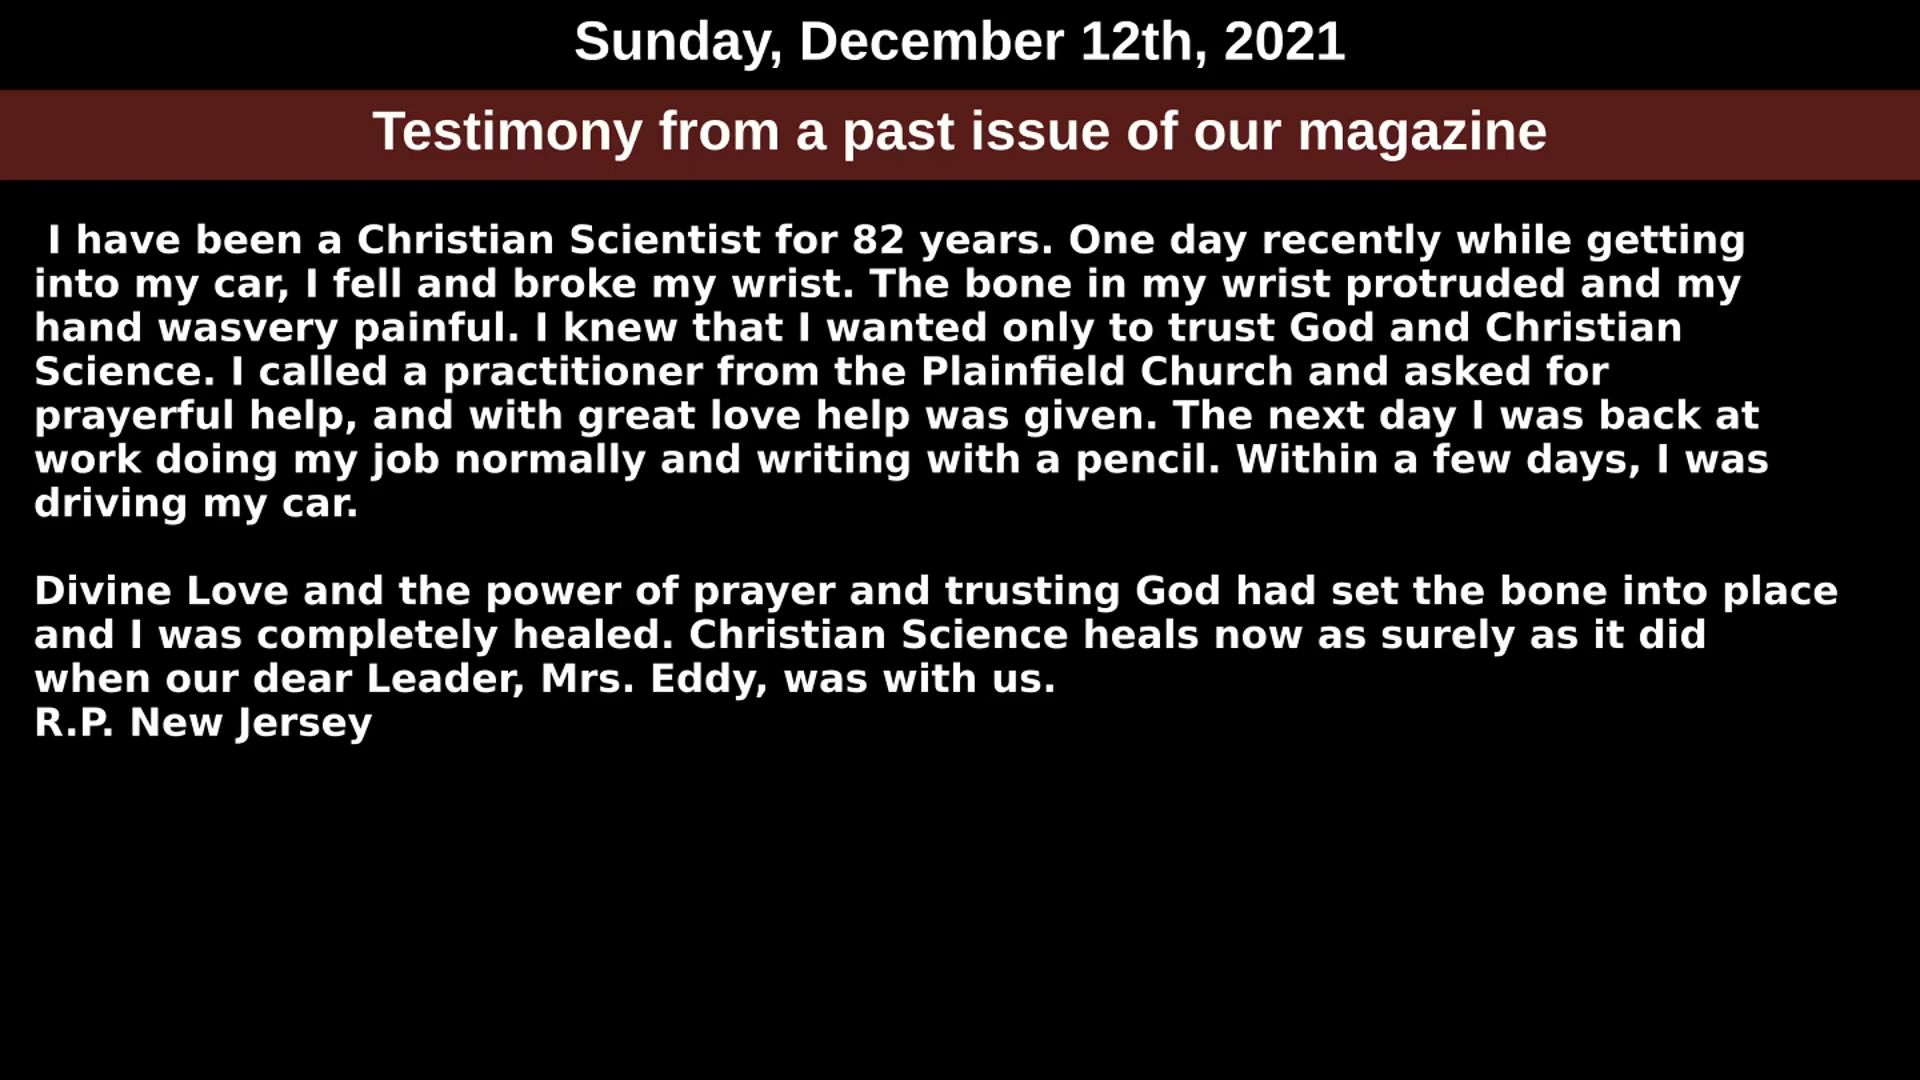 Sunday, December 12th, 2021
Testimony from a past issue of our magazine
I have been a Christian Scientist for 82 years. One day recently while getting
into my car, I fell and broke my wrist. The bone in my wrist protruded and my
hand wasvery painful. I knew that I wanted only to trust God and Christian
Science. I called a practitioner from the Plainfield Church and asked for
prayerful help, and with great love help was given. The next day I was back at
work doing my job normally and writing with a pencil. Within a few days, I was
driving my car.
Divine Love and the power of prayer and trusting God had set the bone into place
and I was completely healed. Christian Science heals now as surely as it did
when our dear Leader, Mrs. Eddy, was with us.
R.P. New Jersey